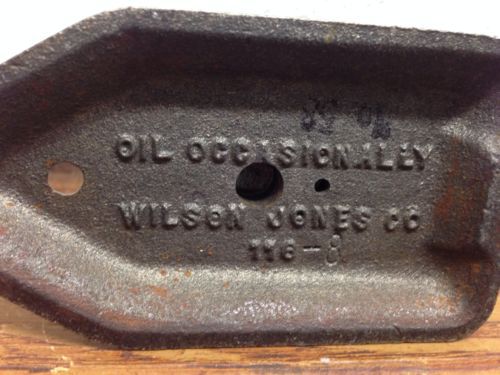 OIL OCCASIONALLY
WILSON JONES CO
116-8